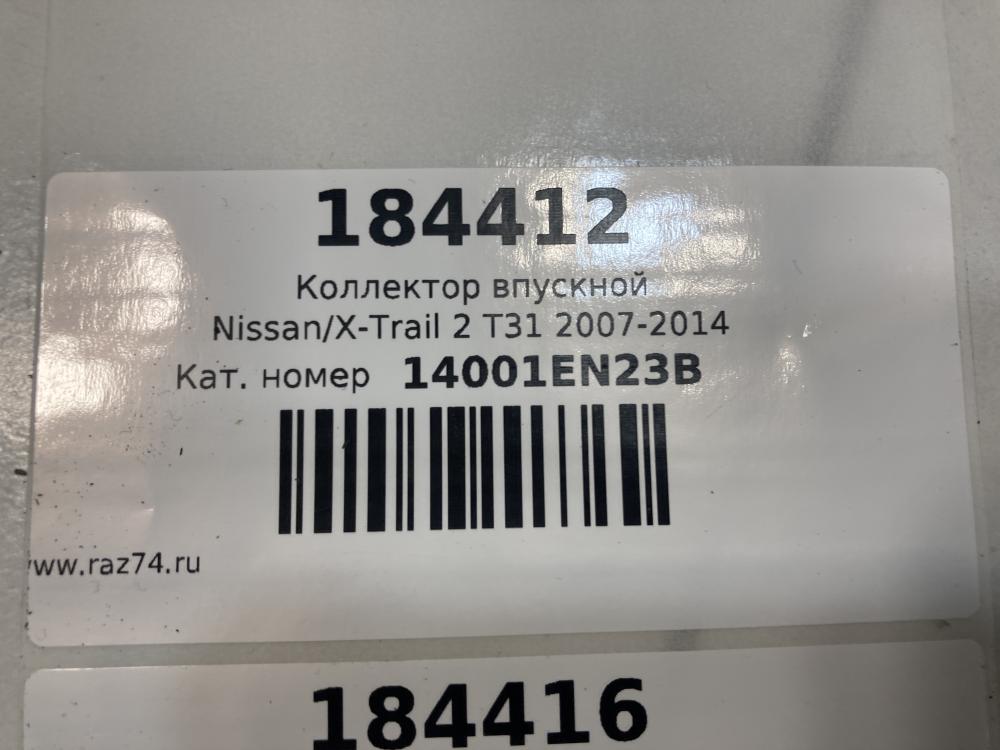 184412
Коллектор впускной
Nissan/X-Trail 2 T31 2007-2014
Кат. номер 14001EN23B
www.raz74.ru
184416